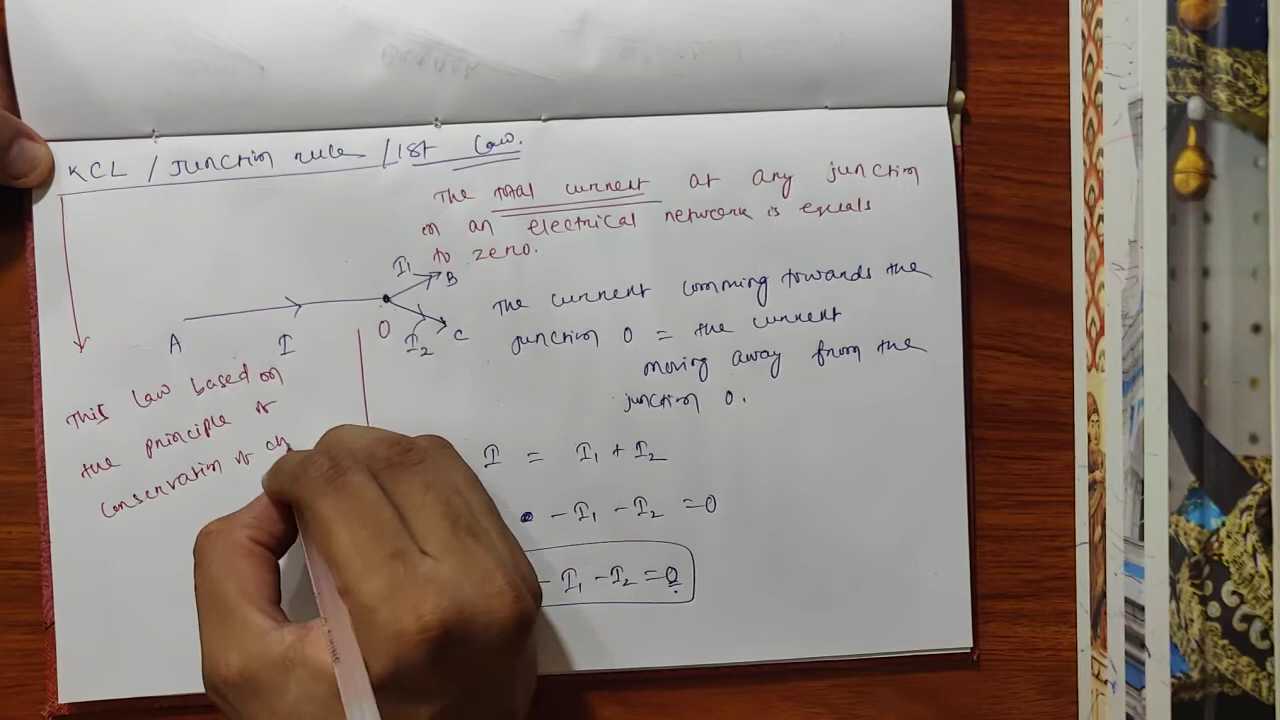 KCL / Junction rule / 1st law.
The total current at any junction
in an electrical network is equals
to zero.
I1
B
A
I
O
I2
C
The current comming towards the
junction O = the current
moving away from the
junction O.
This law based on
the principle of
conservation of ch
I = I1 + I2
- I1 - I2 = 0
- I1 - I2 = 0